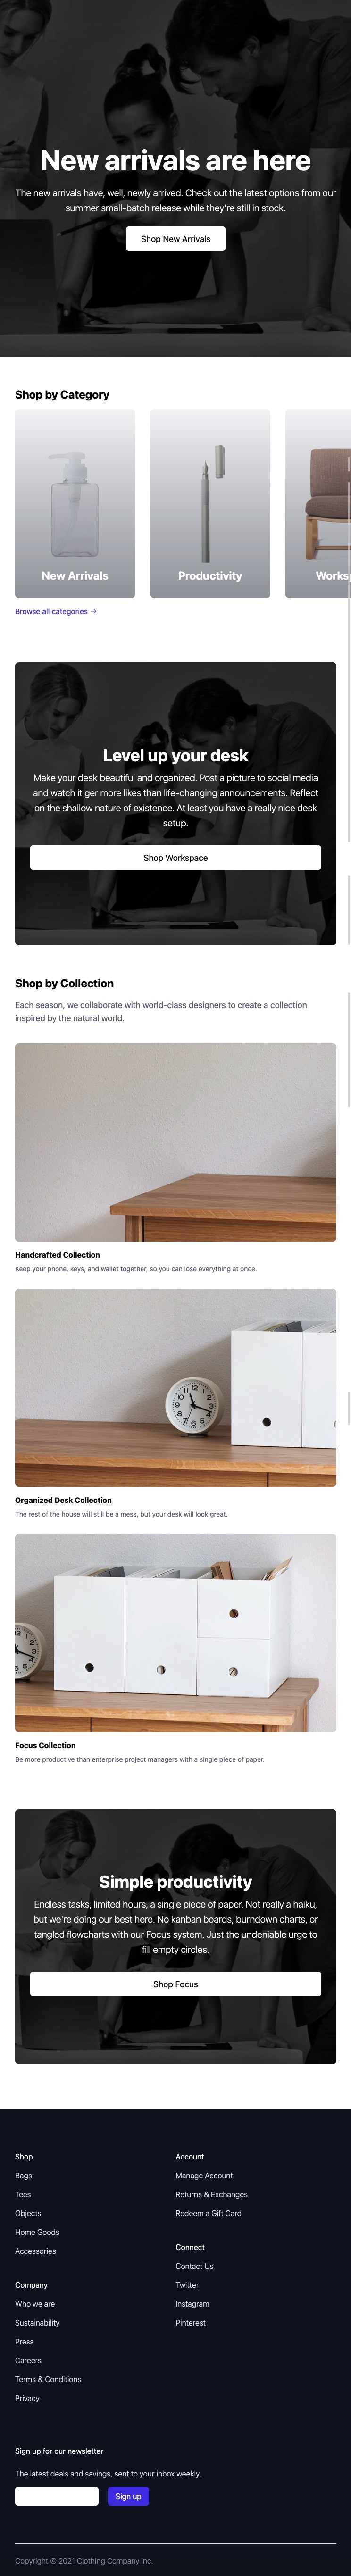 New arrivals are here
The new arrivals have, well, newly arrived. Check out the latest options from our
summer small-batch release while they're still in stock.
Shop New Arrivals
Shop by Category
New Arrivals
Productivity
Works
Browse all categories →
Level up your desk
Make your desk beautiful and organized. Post a picture to social media
and watch it ger more likes than life-changing announcements. Reflect
on the shallow nature of existence. At least you have a really nice desk
setup.
Shop Workspace
Shop by Collection
Each season, we collaborate with world-class designers to create a collection
inspired by the natural world.
Handcrafted Collection
Keep your phone, keys, and wallet together, so you can lose everything at once.
Organized Desk Collection
The rest of the house will still be a mess, but your desk will look great.
Focus Collection
Be more productive than enterprise project managers with a single piece of paper.
Simple productivity
Endless tasks, limited hours, a single piece of paper. Not really a haiku,
but we're doing our best here. No kanban boards, burndown charts, or
tangled flowcharts with our Focus system. Just the undeniable urge to
fill empty circles.
Shop Focus
Shop
Bags
Tees
Objects
Home Goods
Accessories
Company
Who we are
Sustainability
Press
Careers
Terms & Conditions
Privacy
Account
Manage Account
Returns & Exchanges
Redeem a Gift Card
Connect
Contact Us
Twitter
Instagram
Pinterest
Sign up for our newsletter
The latest deals and savings, sent to your inbox weekly.
Sign up
Copyright © 2021 Clothing Company Inc.